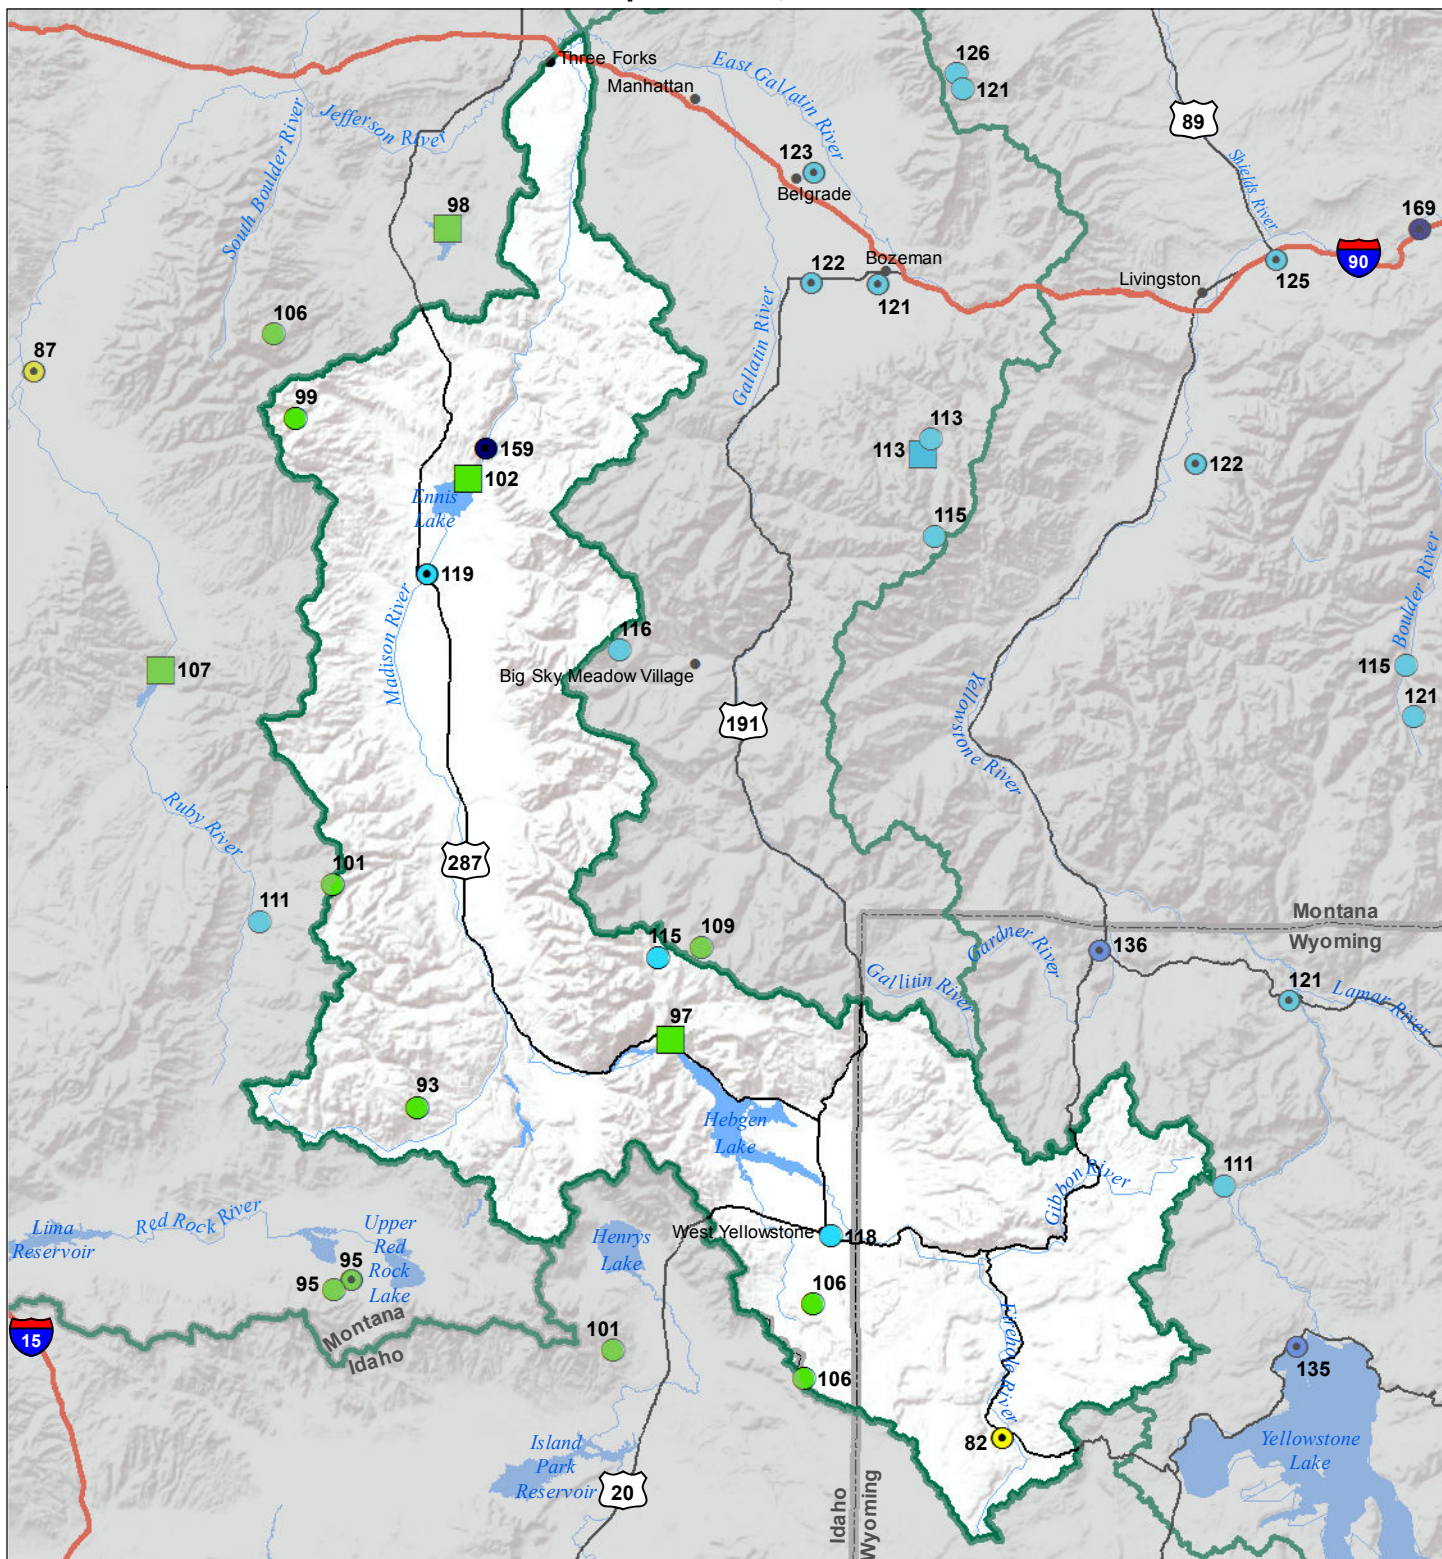 Three Forks
Manhattan
East Gallatin River
126
121
89
Jefferson River
South Boulder River
123
Belgrade
Shields River
98
169
90
Bozeman
122
121
Livingston
125
106
Gallatin River
87
99
113
113
159
122
102
Ennis
Lake
115
Boulder River
119
Madison River
116
115
107
Big Sky Meadow Village
121
191
Yellowstone River
Ruby River
287
101
111
Montana
Wyoming
115
109
Gardner River
136
Gallitin River
121
Lamar River
97
93
Hebgen
Lake
111
Gibbon River
Red Rock River
Lima
Reservoir
Upper
Red
Rock
Lake
Henrys
Lake
West Yellowstone
118
95
95
106
Firehole River
15
Montana
Idaho
101
135
106
82
Island
Park
Reservoir
Yellowstone
Lake
20
Idaho
Wyoming